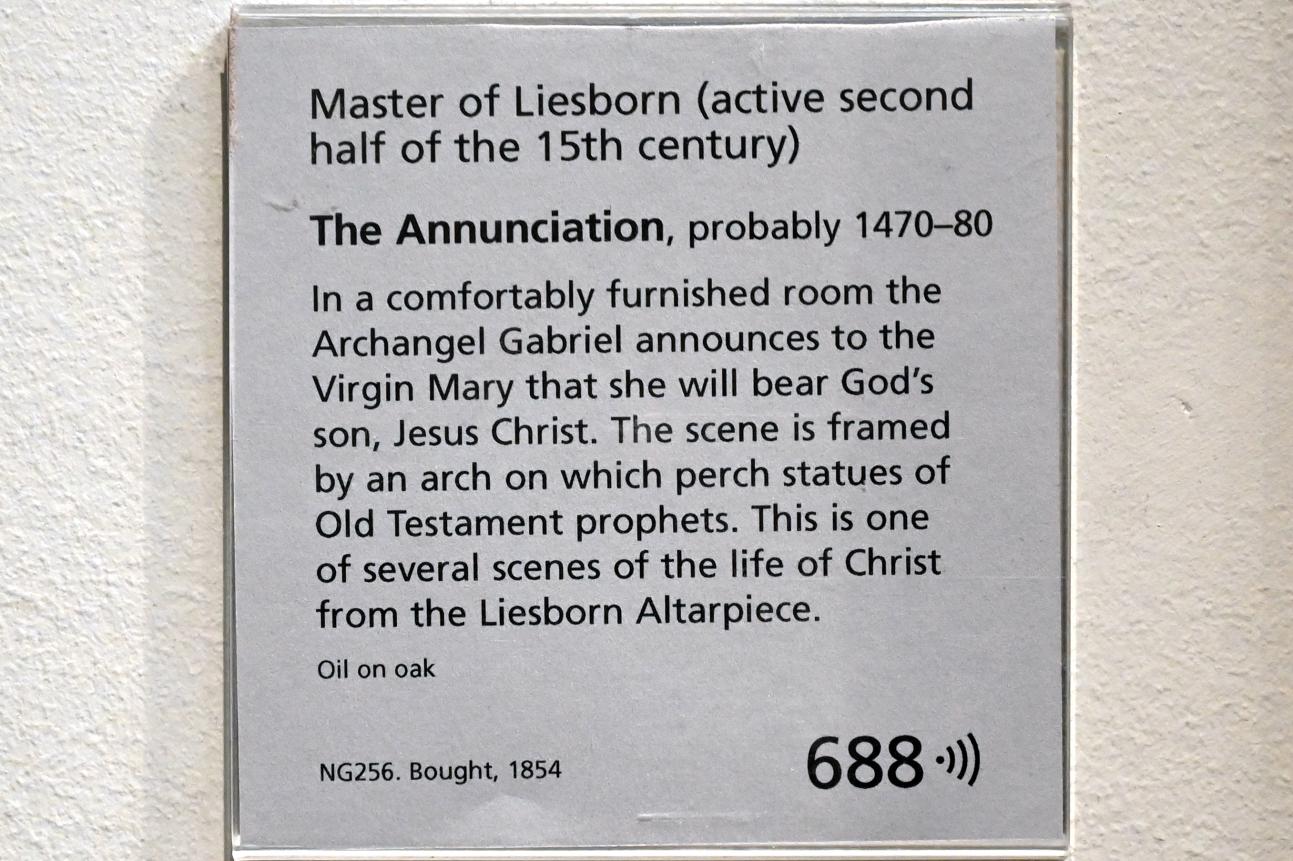 Master of Liesborn (active second
half of the 15th century)
The Annunciation, probably 1470–80
In a comfortably furnished room the
Archangel Gabriel announces to the
Virgin Mary that she will bear God’s
son, Jesus Christ. The scene is framed
by an arch on which perch statues of
Old Testament prophets. This is one
of several scenes of the life of Christ
from the Liesborn Altarpiece.
Oil on oak
NG256. Bought, 1854
688